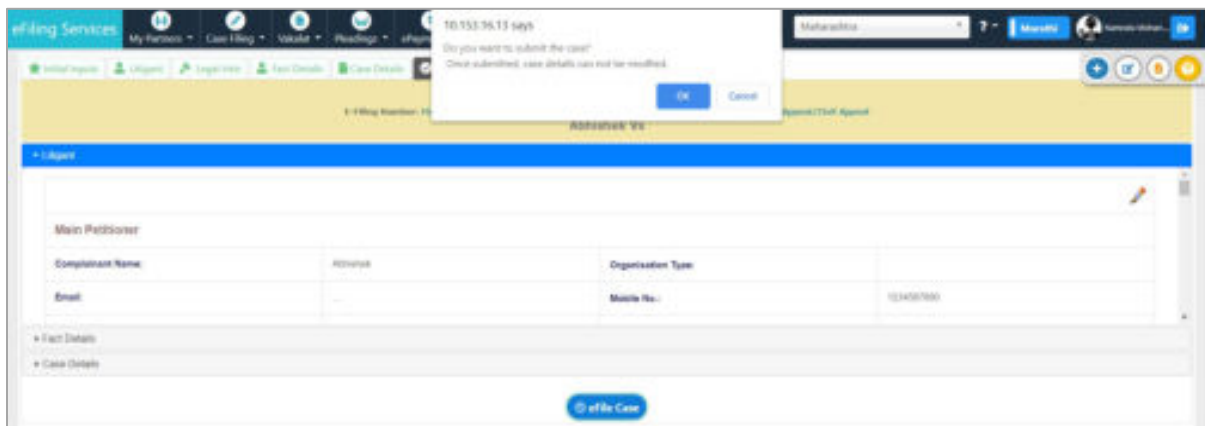 eFiling Services
My Partners
Case Filing
Vakalat
Pleadings
10.153.16.13 says
Do you want to submit the case?
Once submitted, case details can not be modified.
OK
Cancel
Maharashtra
?
Marathi
Initial Inputs
Litigant
Legal Info
Fact Details
Case Details
E-Filing Number:
Abhishek Vs
Litigant
Main Petitioner
Complainant Name:
Abhishek
Organisation Type:
Email:
Mobile No.:
Fact Details
Case Details
eFile Case